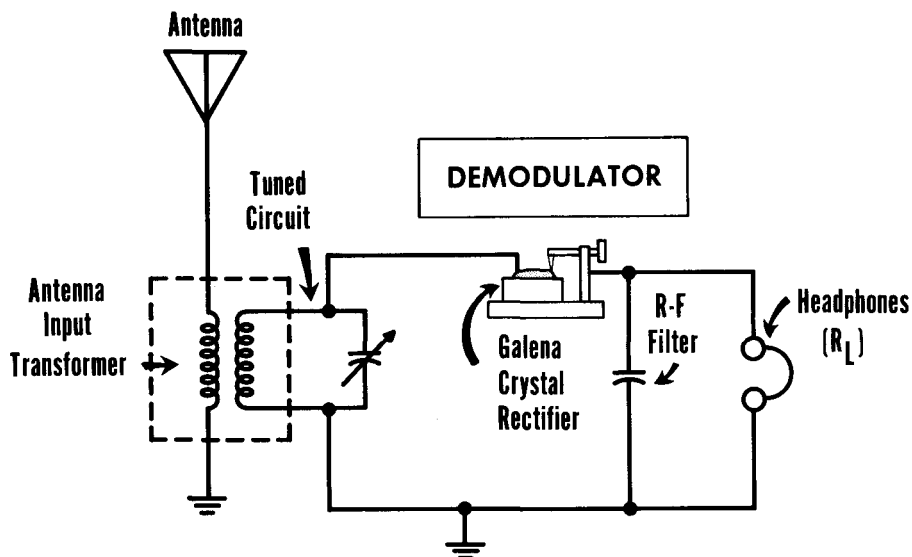 Antenna
DEMODULATOR
Tuned
Circuit
Antenna
Input
Transformer
Galena
Crystal
Rectifier
R-F
Filter
Headphones
(RL)